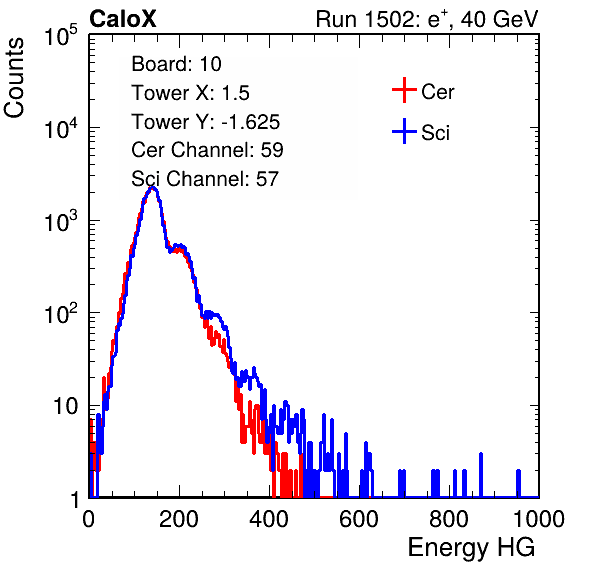 CaloX Run 1502: e⁺, 40 GeV
Counts
10⁵
10⁴
10³
10²
10
1
Board: 10
Tower X: 1.5
Tower Y: -1.625
Cer Channel: 59
Sci Channel: 57
Cer
Sci
0 200 400 600 800 1000
Energy HG